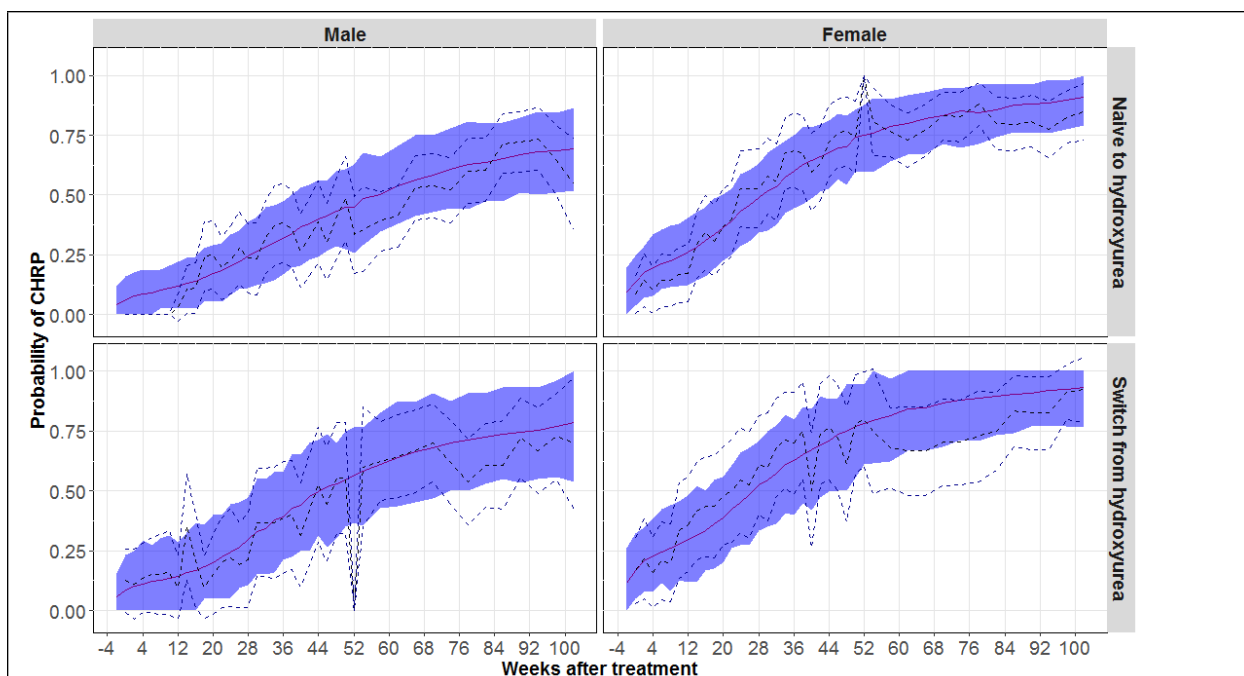 Male Female
Probability of CHRP
1.00
0.75
0.50
0.25
0.00
Naive to hydroxyurea
1.00
0.75
0.50
0.25
0.00
Switch from hydroxyurea
-4 4 12 20 28 36 44 52 60 68 76 84 92 100 -4 4 12 20 28 36 44 52 60 68 76 84 92 100
Weeks after treatment